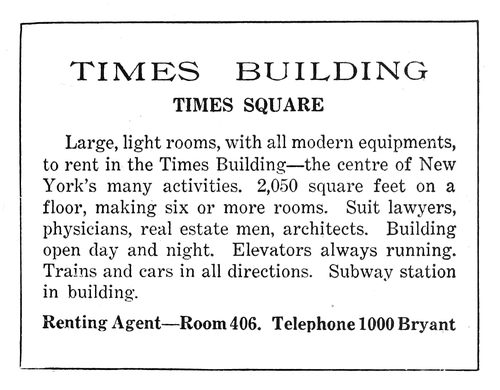 TIMES BUILDING
TIMES SQUARE
Large, light rooms, with all modern equipments,
to rent in the Times Building—the centre of New
York's many activities. 2,050 square feet on a
floor, making six or more rooms. Suit lawyers,
physicians, real estate men, architects. Building
open day and night. Elevators always running.
Trains and cars in all directions. Subway station
in building.
Renting Agent—Room 406. Telephone 1000 Bryant